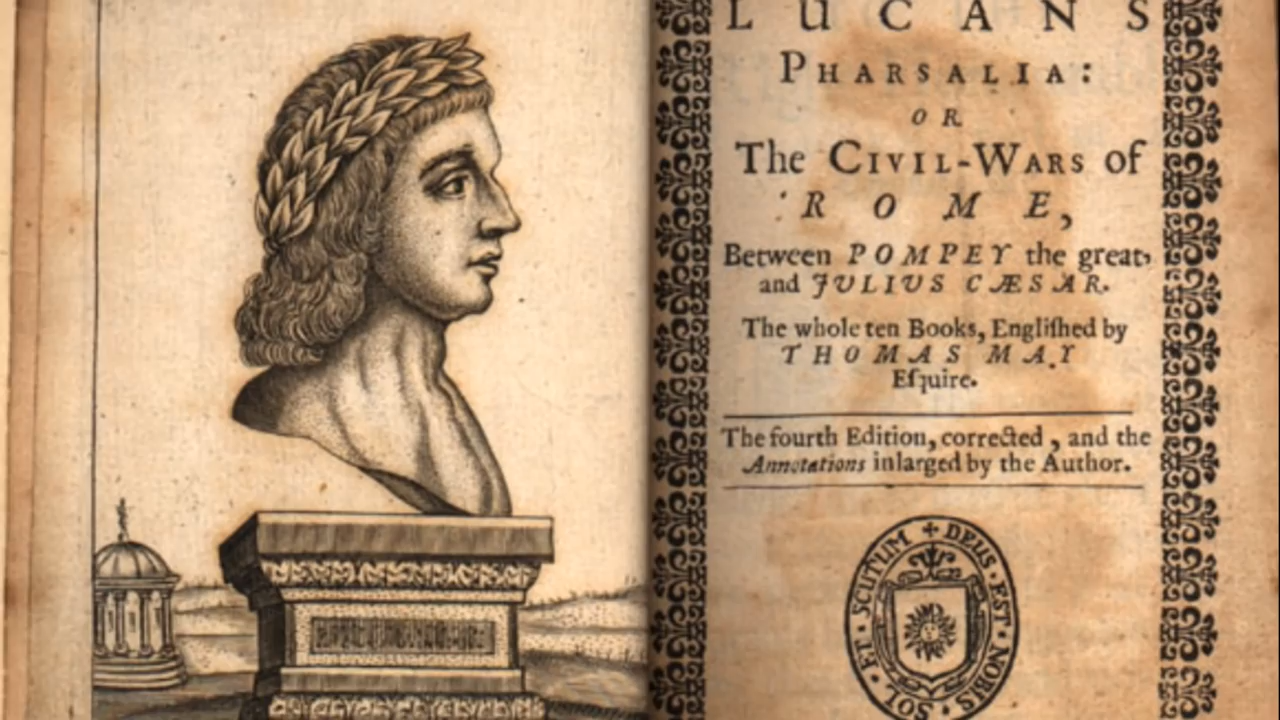 LUCANS
PHARSALIA:
OR
The CIVIL-WARS of
ROME,
Between POMPEY the great,
and JULIUS CÆSAR.
The whole ten Books, Engliſhed by
THOMAS MAY
Eſquire.
The fourth Edition, corrected, and the
Annotations inlarged by the Author.
SOL · ET · SCUTUM + DEUS · EST · NOBIS ·